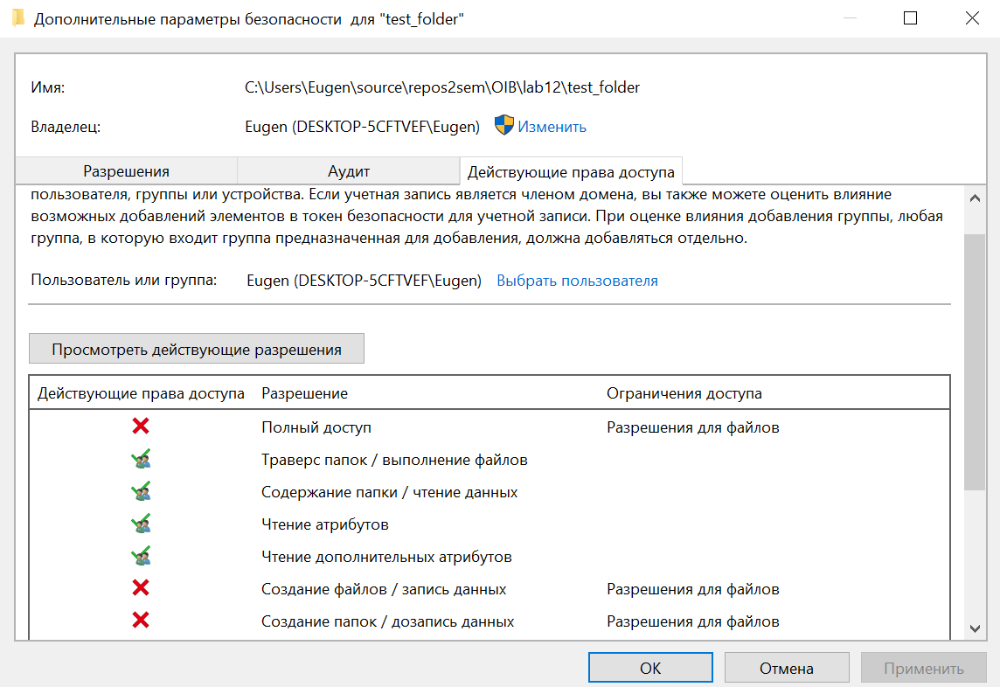 Дополнительные параметры безопасности для "test_folder"
Имя: C:\Users\Eugen\source\repos2sem\OIB\lab12\test_folder
Владелец: Eugen (DESKTOP-5CFTVEF\Eugen) Изменить
Разрешения Аудит Действующие права доступа
пользователя, группы или устройства. Если учетная запись является членом домена, вы также можете оценить влияние
возможных добавлений элементов в токен безопасности для учетной записи. При оценке влияния добавления группы, любая
группа, в которую входит группа предназначенная для добавления, должна добавляться отдельно.
Пользователь или группа: Eugen (DESKTOP-5CFTVEF\Eugen) Выбрать пользователя
Просмотреть действующие разрешения
Действующие права доступа Разрешение Ограничения доступа
Полный доступ Разрешения для файлов
Траверс папок / выполнение файлов
Содержание папки / чтение данных
Чтение атрибутов
Чтение дополнительных атрибутов
Создание файлов / запись данных Разрешения для файлов
Создание папок / дозапись данных Разрешения для файлов
ОК Отмена Применить